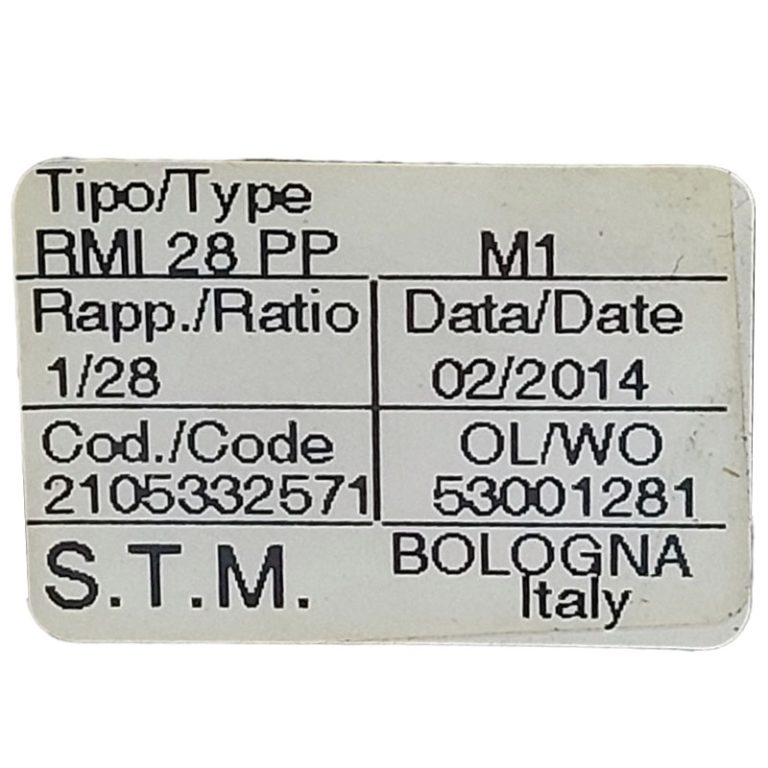 Tipo/Type
RMI 28 PP M1
Rapp./Ratio Data/Date
1/28 02/2014
Cod./Code OL/WO
2105332571 53001281
S.T.M. BOLOGNA
Italy